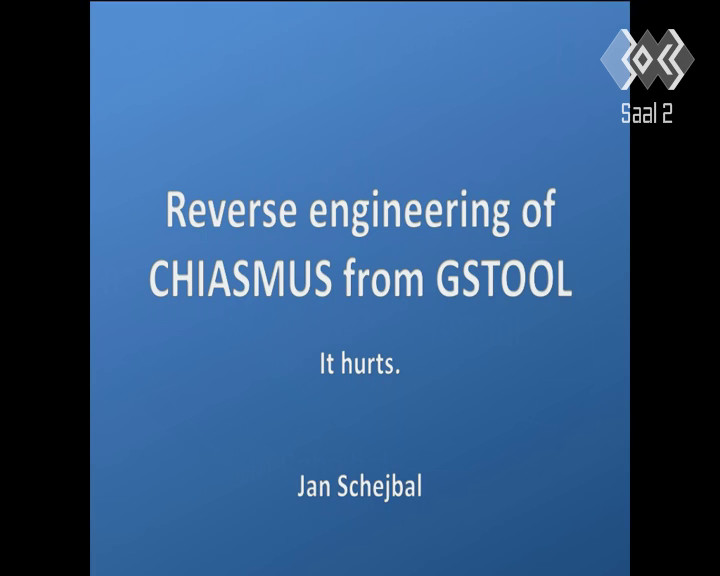 Saal 2
Reverse engineering of
CHIASMUS from GSTOOL
It hurts.
Jan Schejbal